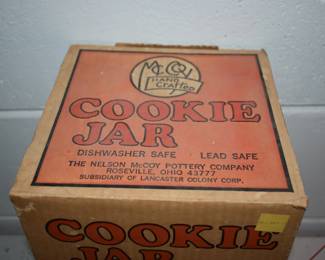 McCoy
HAND
Crafted
COOKIE
JAR
DISHWASHER SAFE LEAD SAFE
THE NELSON McCOY POTTERY COMPANY
ROSEVILLE, OHIO 43777
SUBSIDIARY OF LANCASTER COLONY CORP.
COOKIE
JAR